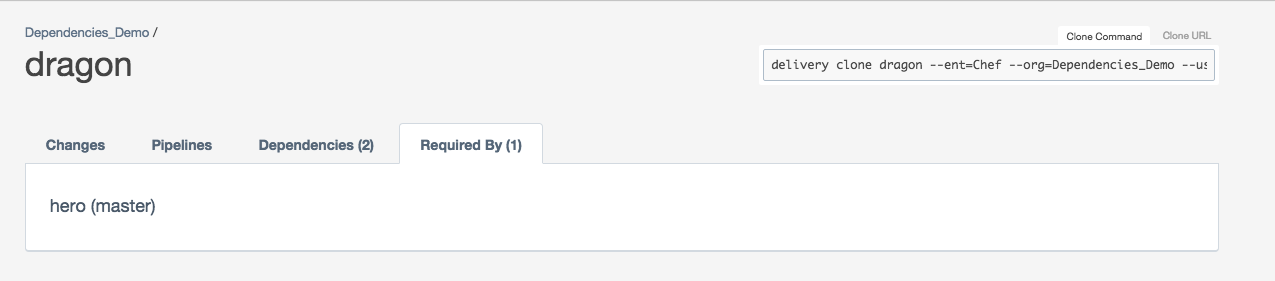 Dependencies_Demo /
dragon
Clone Command Clone URL
delivery clone dragon --ent=Chef --org=Dependencies_Demo --us
Changes Pipelines Dependencies (2) Required By (1)
hero (master)